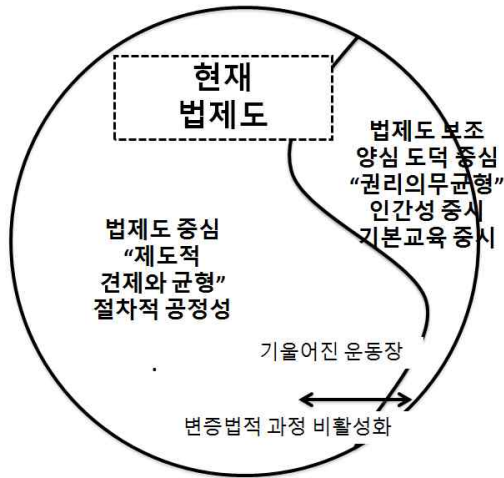 현재
법제도
법제도 보조
양심 도덕 중심
“권리의무균형”
인간성 중시
기본교육 중시
법제도 중심
“제도적
견제와 균형”
절차적 공정성
기울어진 운동장
변증법적 과정 비활성화